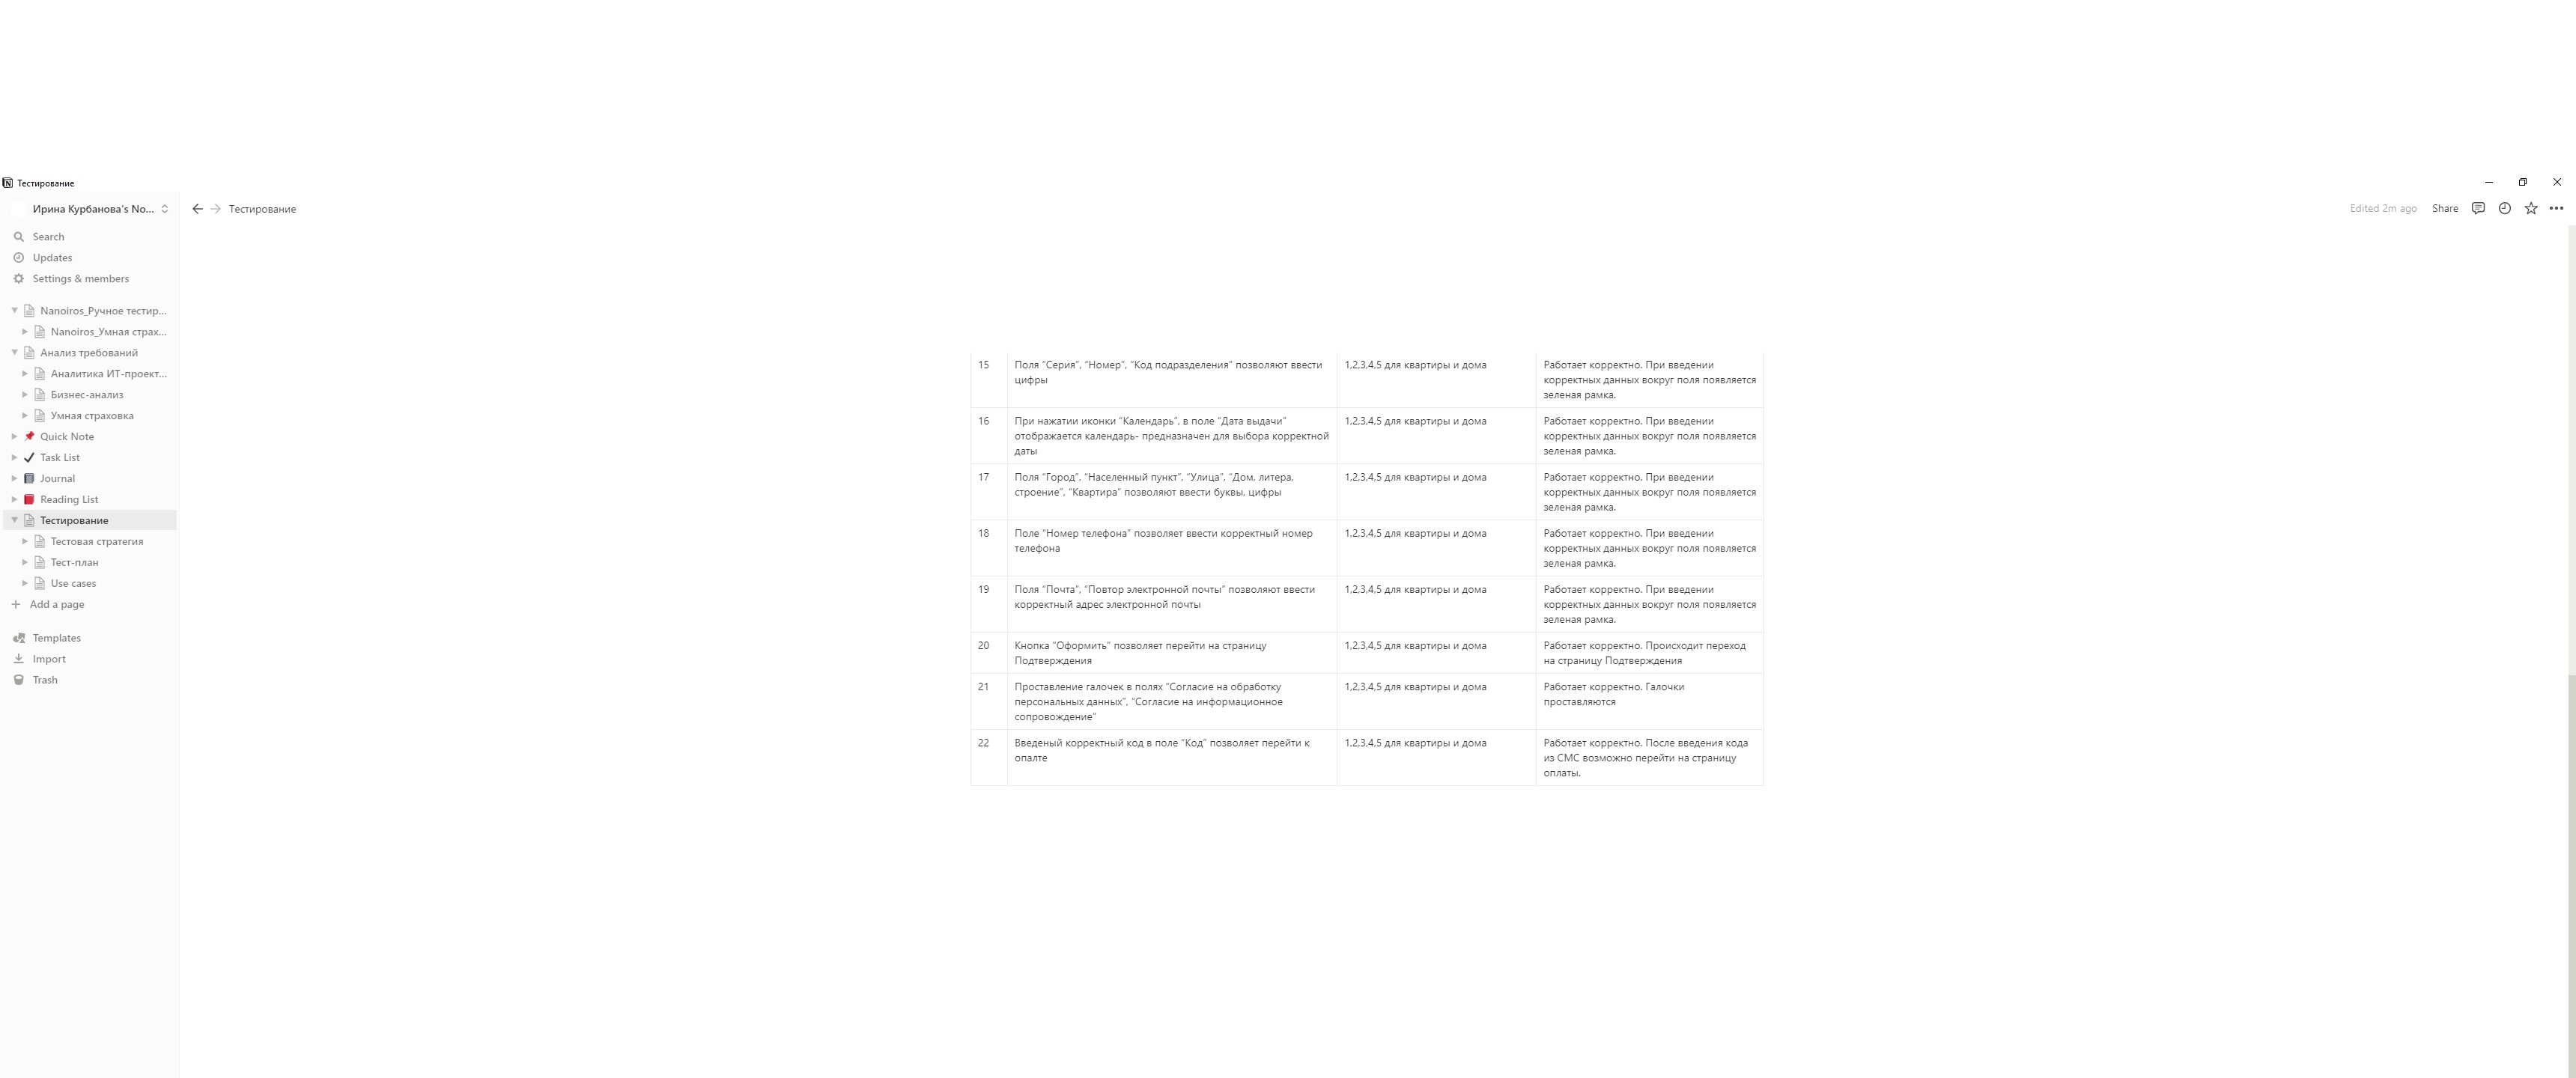 Тестирование
Ирина Курбанова's No...
Тестирование
Edited 2m ago
Share
Search
Updates
Settings & members
Nanoiros_Ручное тестир...
Nanoiros_Умная страх...
Анализ требований
Аналитика ИТ-проект...
Бизнес-анализ
Умная страховка
Quick Note
Task List
Journal
Reading List
Тестирование
Тестовая стратегия
Тест-план
Use cases
Add a page
Templates
Import
Trash
15
Поля “Серия”, “Номер”, “Код подразделения” позволяют ввести
цифры
1,2,3,4,5 для квартиры и дома
Работает корректно. При введении
корректных данных вокруг поля появляется
зеленая рамка.
16
При нажатии иконки “Календарь”, в поле “Дата выдачи”
отображается календарь- предназначен для выбора корректной
даты
1,2,3,4,5 для квартиры и дома
Работает корректно. При введении
корректных данных вокруг поля появляется
зеленая рамка.
17
Поля “Город”, “Населенный пункт”, “Улица”, “Дом, литера,
строение”, “Квартира” позволяют ввести буквы, цифры
1,2,3,4,5 для квартиры и дома
Работает корректно. При введении
корректных данных вокруг поля появляется
зеленая рамка.
18
Поле “Номер телефона” позволяет ввести корректный номер
телефона
1,2,3,4,5 для квартиры и дома
Работает корректно. При введении
корректных данных вокруг поля появляется
зеленая рамка.
19
Поля “Почта”, “Повтор электронной почты” позволяют ввести
корректный адрес электронной почты
1,2,3,4,5 для квартиры и дома
Работает корректно. При введении
корректных данных вокруг поля появляется
зеленая рамка.
20
Кнопка “Оформить” позволяет перейти на страницу
Подтверждения
1,2,3,4,5 для квартиры и дома
Работает корректно. Происходит переход
на страницу Подтверждения
21
Проставление галочек в полях “Согласие на обработку
персональных данных”, “Согласие на информационное
сопровождение”
1,2,3,4,5 для квартиры и дома
Работает корректно. Галочки
проставляются
22
Введеный корректный код в поле “Код” позволяет перейти к
опалте
1,2,3,4,5 для квартиры и дома
Работает корректно. После введения кода
из СМС возможно перейти на страницу
оплаты.